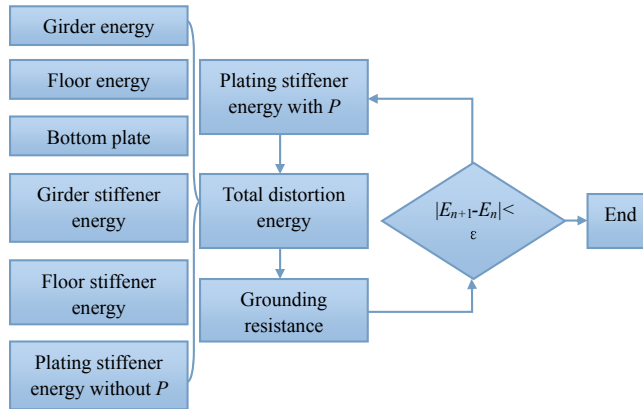 Girder energy
Floor energy
Bottom plate
Girder stiffener
energy
Floor stiffener
energy
Plating stiffener
energy without P
Plating stiffener
energy with P
Total distortion
energy
Grounding
resistance
|Eₙ₊₁-Eₙ|<
ε
End